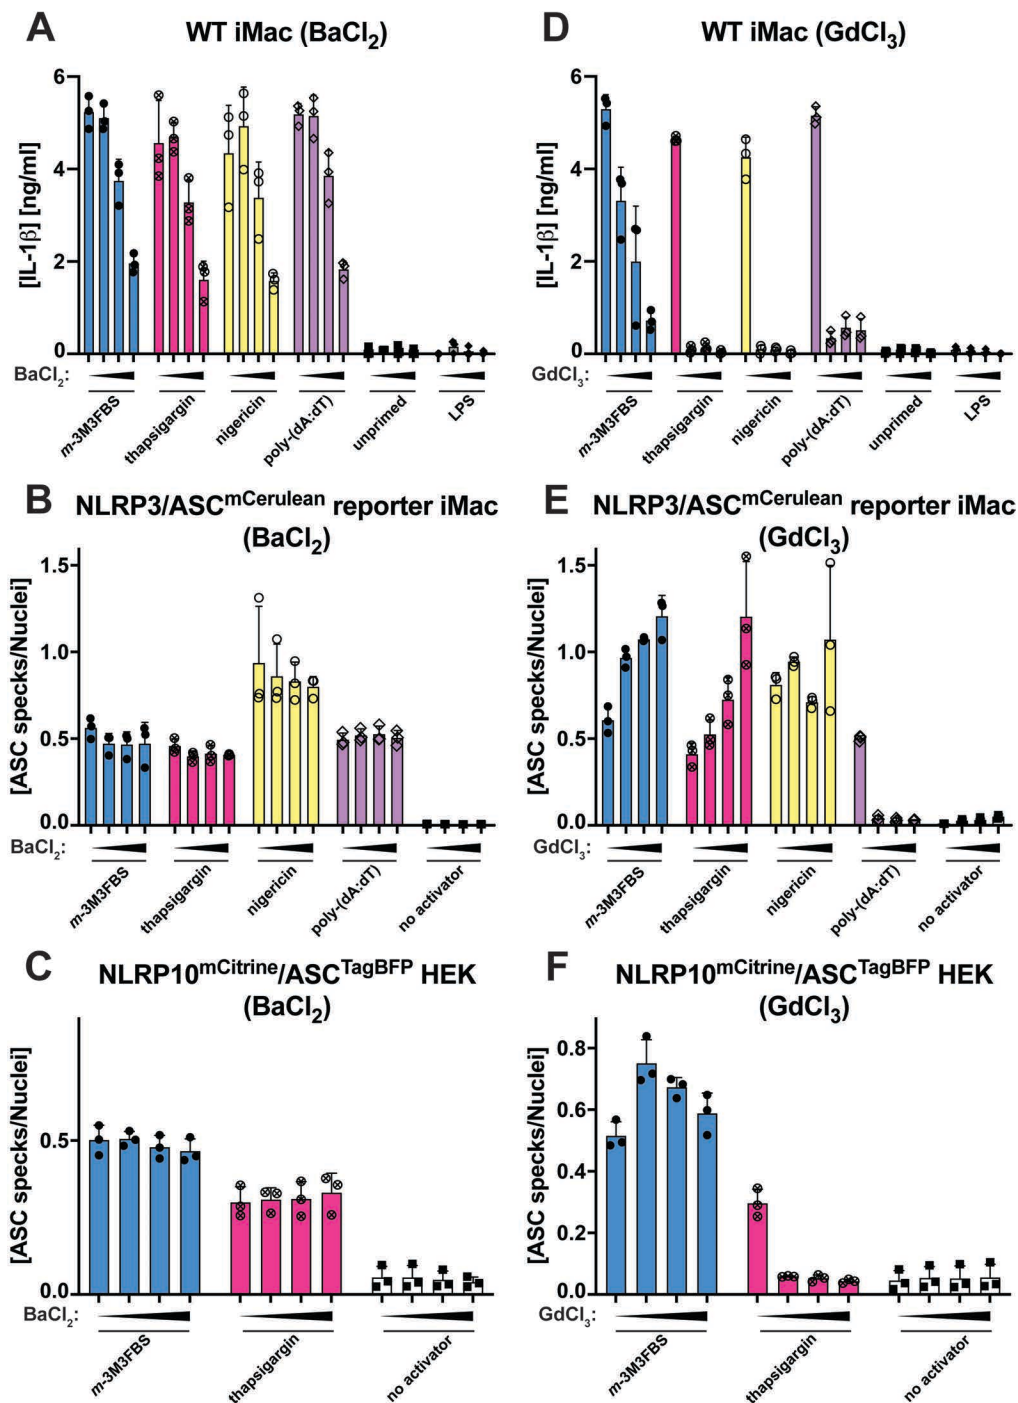 A
WT iMac (BaCl₂)
[IL-1β] [ng/ml]
6
4
2
0
BaCl₂:
m-3M3FBS
thapsigargin
nigericin
poly-(dA:dT)
unprimed
LPS
D
WT iMac (GdCl₃)
[IL-1β] [ng/ml]
6
4
2
0
GdCl₃:
m-3M3FBS
thapsigargin
nigericin
poly-(dA:dT)
unprimed
LPS
B
NLRP3/ASCᵐCerulean reporter iMac
(BaCl₂)
[ASC specks/Nuclei]
1.5
1.0
0.5
0.0
BaCl₂:
m-3M3FBS
thapsigargin
nigericin
poly-(dA:dT)
no activator
E
NLRP3/ASCᵐCerulean reporter iMac
(GdCl₃)
[ASC specks/Nuclei]
1.5
1.0
0.5
0.0
GdCl₃:
m-3M3FBS
thapsigargin
nigericin
poly-(dA:dT)
no activator
C
NLRP10ᵐCitrine/ASCTagBFP HEK
(BaCl₂)
[ASC specks/Nuclei]
0.5
0.0
BaCl₂:
m-3M3FBS
thapsigargin
no activator
F
NLRP10ᵐCitrine/ASCTagBFP HEK
(GdCl₃)
[ASC specks/Nuclei]
0.8
0.6
0.4
0.2
0.0
GdCl₃:
m-3M3FBS
thapsigargin
no activator